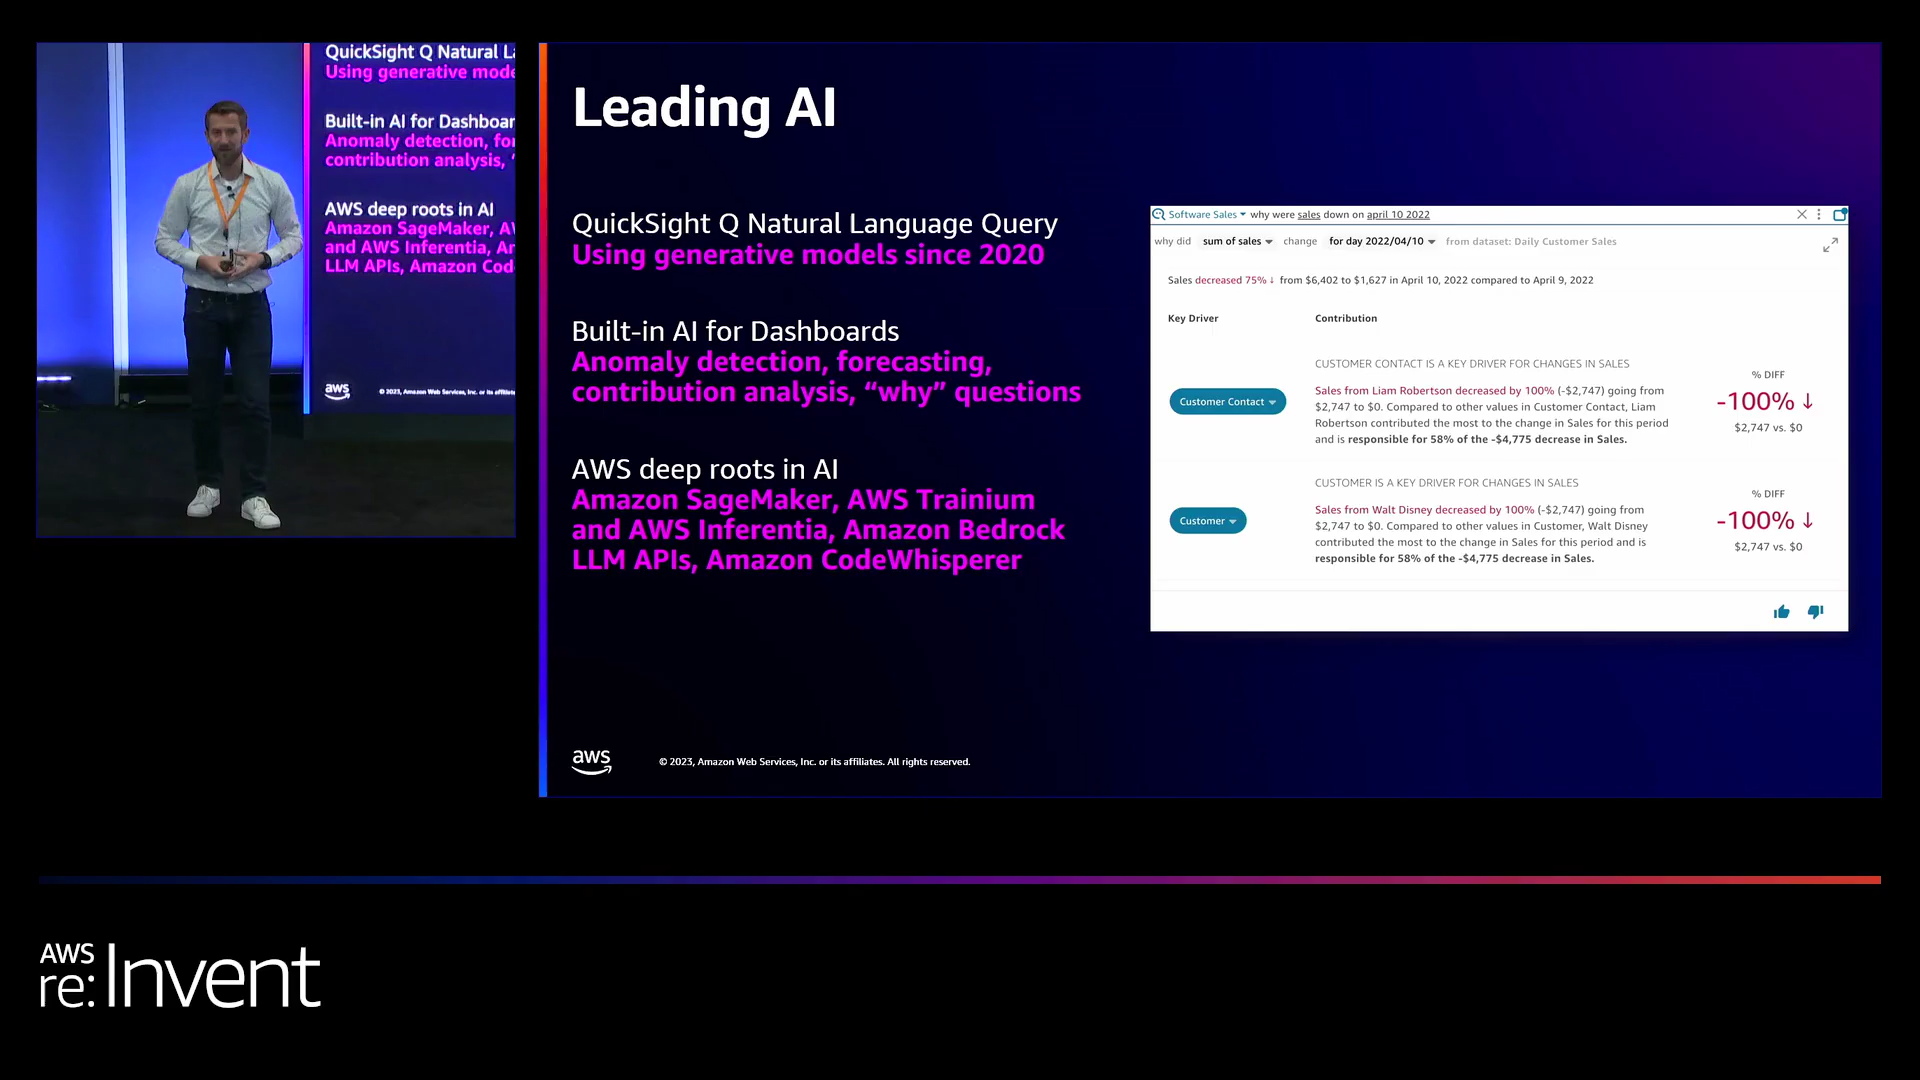 QuickSight Q Natural L
Using generative mode
Built-in AI for Dashboar
Anomaly detection, for
contribution analysis, “
AWS deep roots in AI
Amazon SageMaker, AW
and AWS Inferentia, Am
LLM APIs, Amazon Cod
aws
© 2023, Amazon Web Services, Inc. or its affiliate
Leading AI
QuickSight Q Natural Language Query
Using generative models since 2020
Built-in AI for Dashboards
Anomaly detection, forecasting,
contribution analysis, “why” questions
AWS deep roots in AI
Amazon SageMaker, AWS Trainium
and AWS Inferentia, Amazon Bedrock
LLM APIs, Amazon CodeWhisperer
Software Sales why were sales down on april 10 2022
why did sum of sales change for day 2022/04/10 from dataset: Daily Customer Sales
Sales decreased 75%↓ from $6,402 to $1,627 in April 10, 2022 compared to April 9, 2022
Key Driver Contribution
CUSTOMER CONTACT IS A KEY DRIVER FOR CHANGES IN SALES
Customer Contact
Sales from Liam Robertson decreased by 100% (-$2,747) going from
$2,747 to $0. Compared to other values in Customer Contact, Liam
Robertson contributed the most to the change in Sales for this period
and is responsible for 58% of the -$4,775 decrease in Sales.
% DIFF
-100% ↓
$2,747 vs. $0
CUSTOMER IS A KEY DRIVER FOR CHANGES IN SALES
Customer
Sales from Walt Disney decreased by 100% (-$2,747) going from
$2,747 to $0. Compared to other values in Customer, Walt Disney
contributed the most to the change in Sales for this period and is
responsible for 58% of the -$4,775 decrease in Sales.
% DIFF
-100% ↓
$2,747 vs. $0
aws
© 2023, Amazon Web Services, Inc. or its affiliates. All rights reserved.
AWS
re:Invent